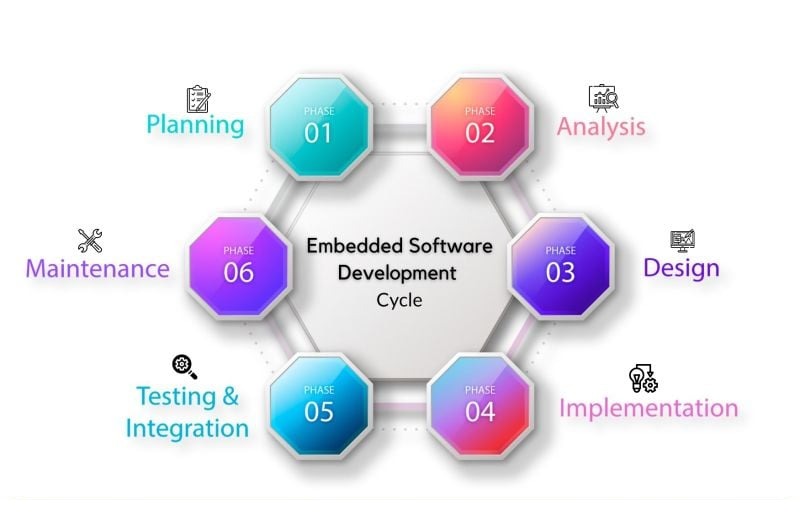 PHASE
01
Planning
PHASE
02
Analysis
PHASE
03
Design
PHASE
04
Implementation
PHASE
05
Testing &
Integration
PHASE
06
Maintenance
Embedded Software
Development
Cycle